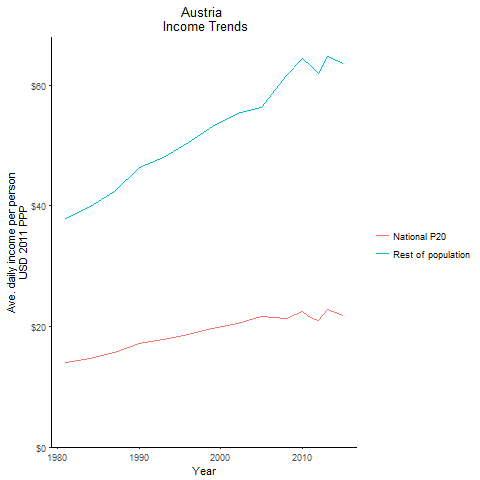 Austria
Income Trends
$60
$40
$20
$0
Ave. daily income per person
USD 2011 PPP
1980
1990
2000
2010
Year
National P20
Rest of population